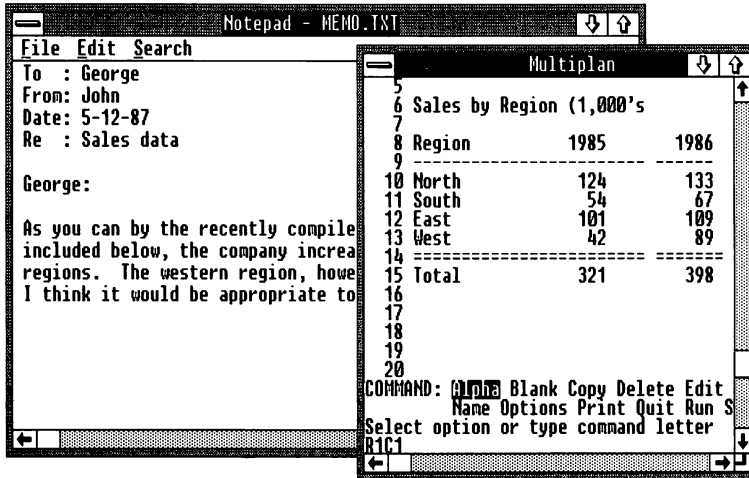 Notepad - MEMO.TXT
File Edit Search
To  : George
From: John
Date: 5-12-87
Re  : Sales data
George:
As you can by the recently compile
included below, the company increa
regions.  The western region, howe
I think it would be appropriate to
Multiplan
5
6 Sales by Region (1,000's
7
8 Region 1985 1986
9 ---------------------- ------
10 North 124 133
11 South 54 67
12 East 101 109
13 West 42 89
14 ====================== ======
15 Total 321 398
16
17
18
19
20
COMMAND: Alpha Blank Copy Delete Edit
Name Options Print Quit Run S
Select option or type command letter
R1C1